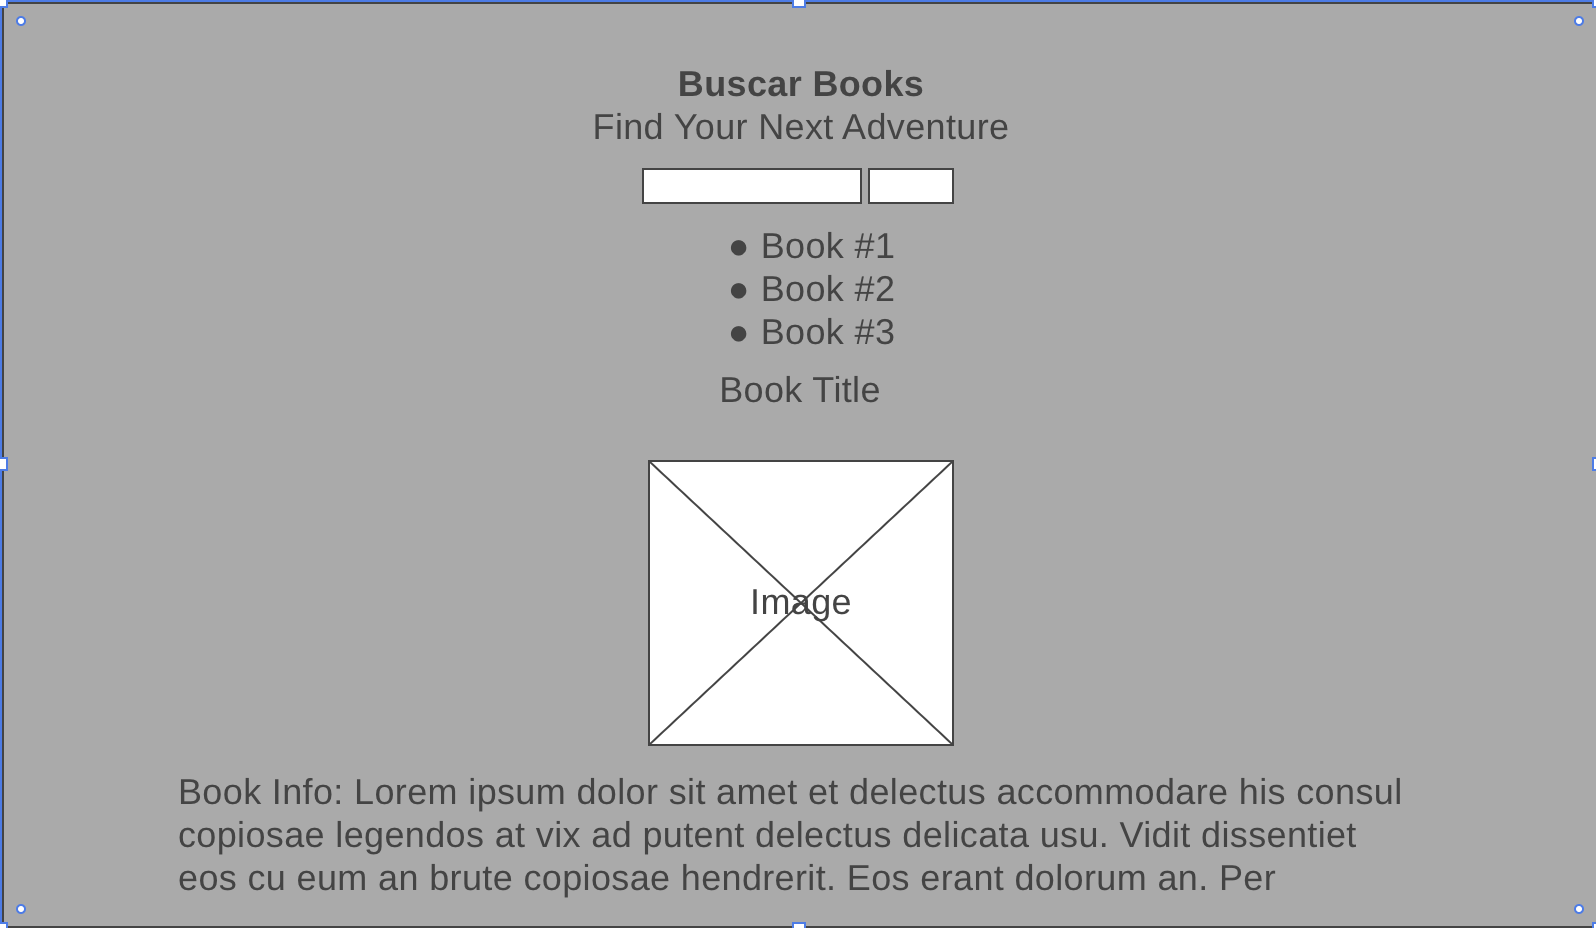 Buscar Books
Find Your Next Adventure
● Book #1
● Book #2
● Book #3
Book Title
Image
Book Info: Lorem ipsum dolor sit amet et delectus accommodare his consul
copiosae legendos at vix ad putent delectus delicata usu. Vidit dissentiet
eos cu eum an brute copiosae hendrerit. Eos erant dolorum an. Per